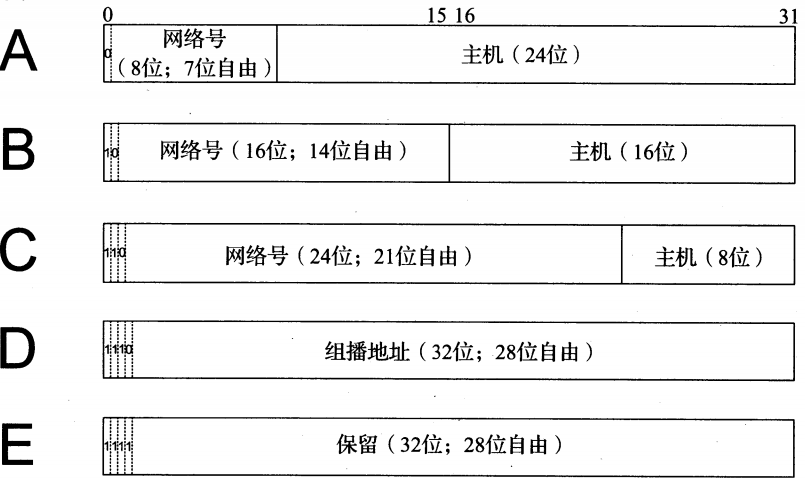 0 15 16 31
A 0 网络号
（8位；7位自由） 主机（24位）
B 10 网络号（16位；14位自由） 主机（16位）
C 110 网络号（24位；21位自由） 主机（8位）
D 1110 组播地址（32位；28位自由）
E 1111 保留（32位；28位自由）